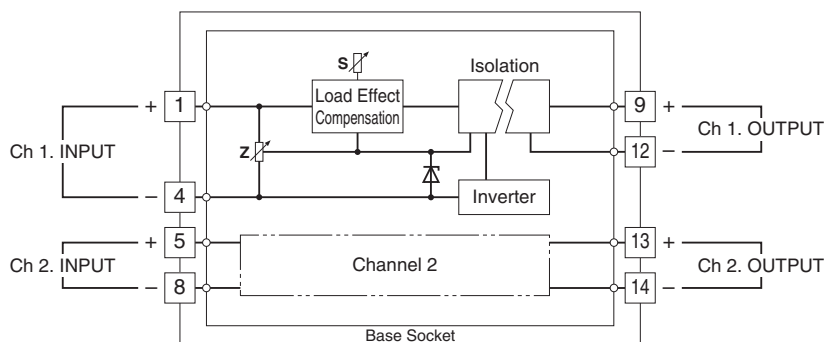 S
Isolation
+ 1
Load Effect
Compensation
9 +
Ch 1. INPUT
Z
Ch 1. OUTPUT
12 –
– 4
Inverter
+ 5
13 +
Ch 2. INPUT
Channel 2
Ch 2. OUTPUT
– 8
14 –
Base Socket